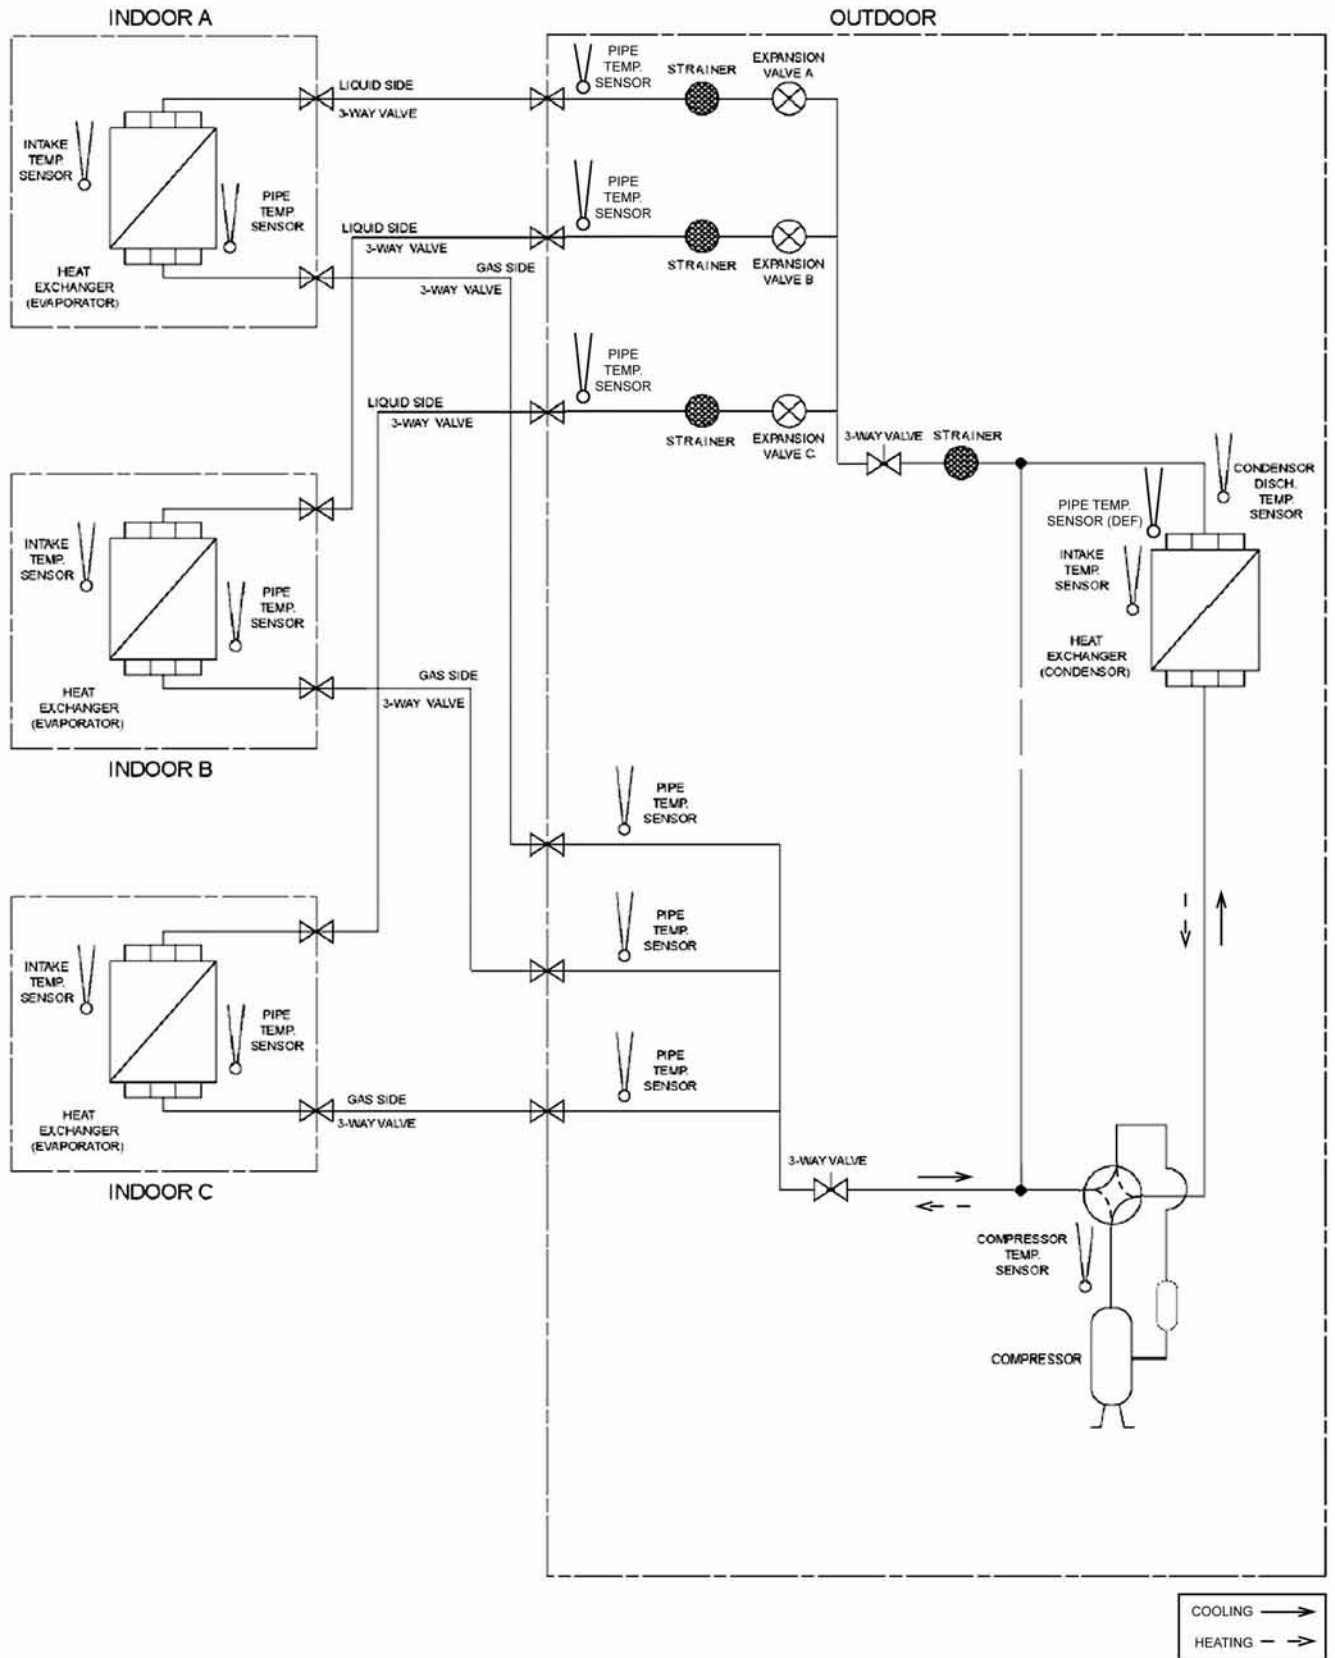 INDOOR A
OUTDOOR
INTAKE
TEMP.
SENSOR
PIPE
TEMP.
SENSOR
HEAT
EXCHANGER
(EVAPORATOR)
LIQUID SIDE
3-WAY VALVE
LIQUID SIDE
3-WAY VALVE
GAS SIDE
3-WAY VALVE
PIPE
TEMP.
SENSOR
STRAINER
EXPANSION
VALVE A
PIPE
TEMP.
SENSOR
STRAINER
EXPANSION
VALVE B
PIPE
TEMP.
SENSOR
LIQUID SIDE
3-WAY VALVE
STRAINER
EXPANSION
VALVE C
3-WAY VALVE
STRAINER
CONDENSOR
DISCH.
TEMP.
SENSOR
PIPE TEMP.
SENSOR (DEF)
INTAKE
TEMP.
SENSOR
HEAT
EXCHANGER
(CONDENSOR)
INTAKE
TEMP.
SENSOR
PIPE
TEMP.
SENSOR
HEAT
EXCHANGER
(EVAPORATOR)
GAS SIDE
3-WAY VALVE
INDOOR B
PIPE
TEMP.
SENSOR
PIPE
TEMP.
SENSOR
PIPE
TEMP.
SENSOR
INTAKE
TEMP.
SENSOR
PIPE
TEMP.
SENSOR
HEAT
EXCHANGER
(EVAPORATOR)
GAS SIDE
3-WAY VALVE
INDOOR C
3-WAY VALVE
COMPRESSOR
TEMP.
SENSOR
COMPRESSOR
COOLING
HEATING